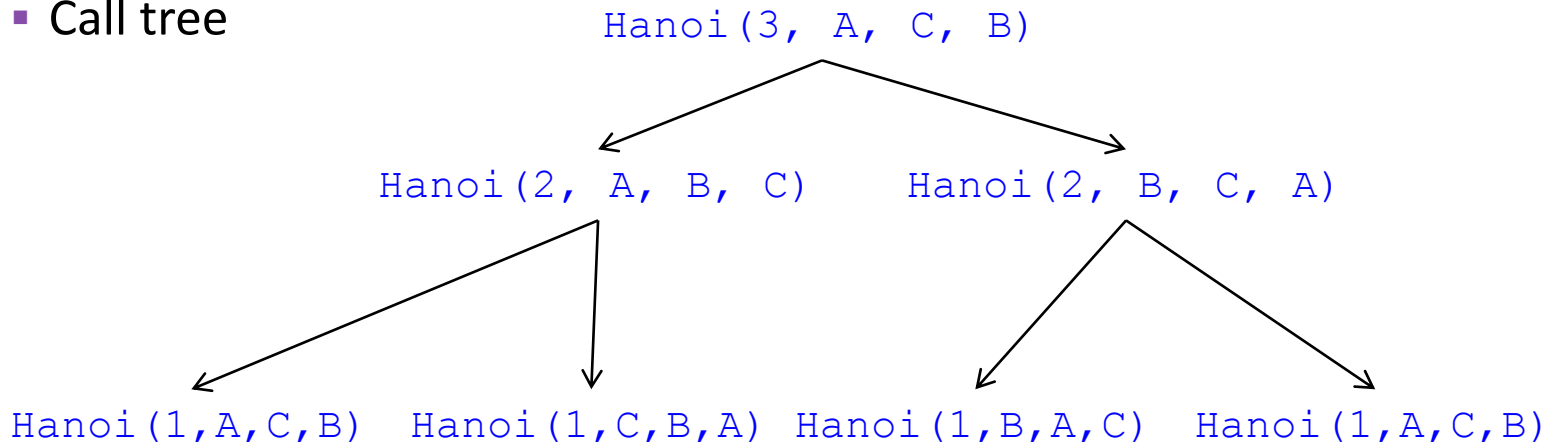 ▪ Call tree
Hanoi(3, A, C, B)
Hanoi(2, A, B, C) Hanoi(2, B, C, A)
Hanoi(1,A,C,B) Hanoi(1,C,B,A) Hanoi(1,B,A,C) Hanoi(1,A,C,B)